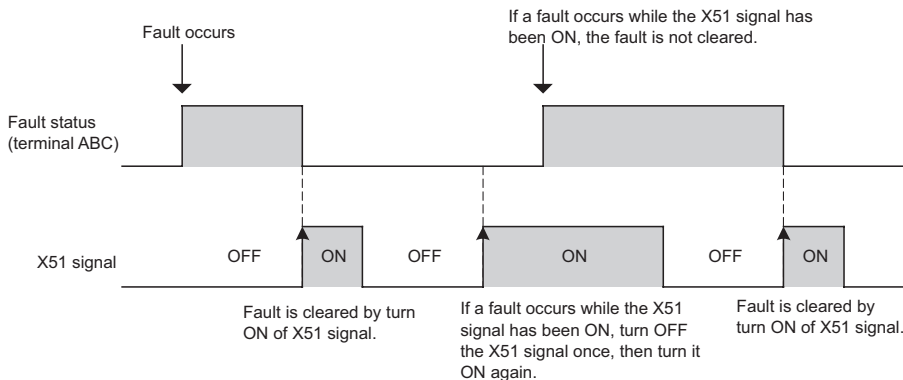 If a fault occurs while the X51 signal has
been ON, the fault is not cleared.
Fault occurs
Fault status
(terminal ABC)
X51 signal
OFF
ON
OFF
ON
OFF
ON
Fault is cleared by turn
ON of X51 signal.
If a fault occurs while the X51
signal has been ON, turn OFF
the X51 signal once, then turn it
ON again.
Fault is cleared by
turn ON of X51 signal.